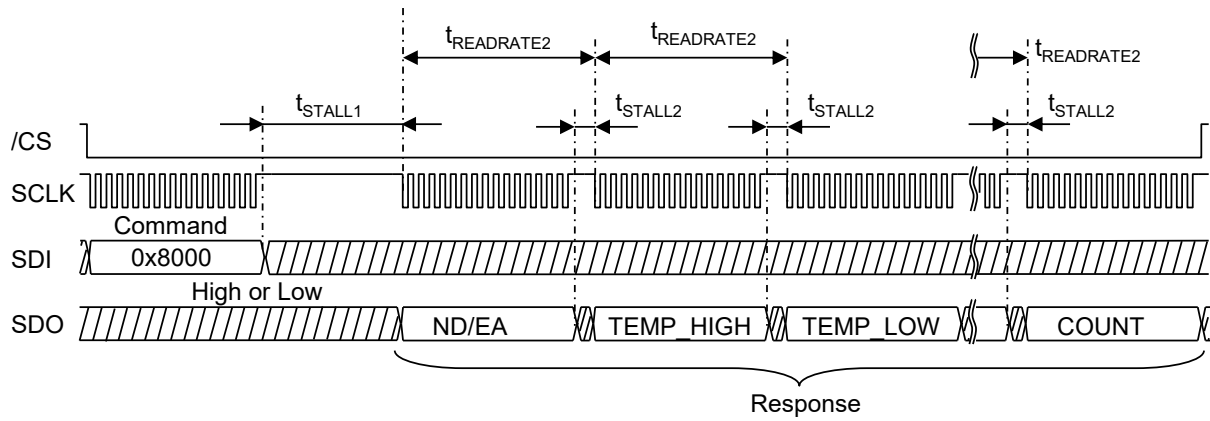 tREADRATE2 tREADRATE2 tREADRATE2
tSTALL1 tSTALL2 tSTALL2 tSTALL2
/CS
SCLK
Command
SDI 0x8000
High or Low
SDO ND/EA TEMP_HIGH TEMP_LOW COUNT
Response